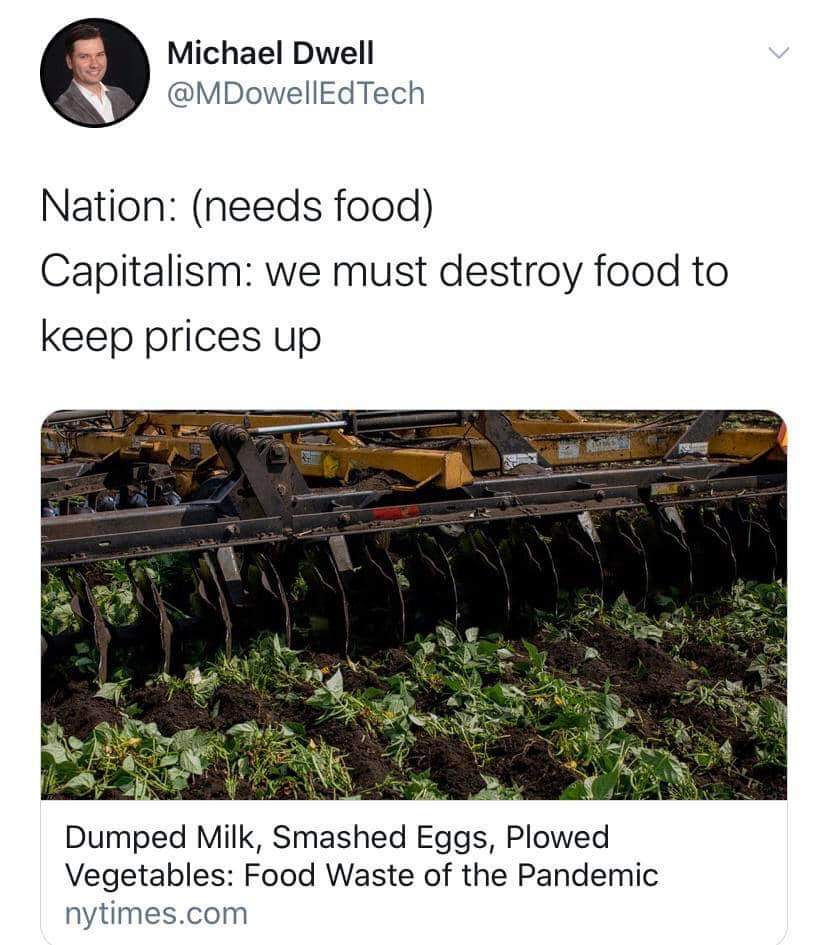 Michael Dwell
@MDowellEdTech
Nation: (needs food)
Capitalism: we must destroy food to
keep prices up
Dumped Milk, Smashed Eggs, Plowed
Vegetables: Food Waste of the Pandemic
nytimes.com